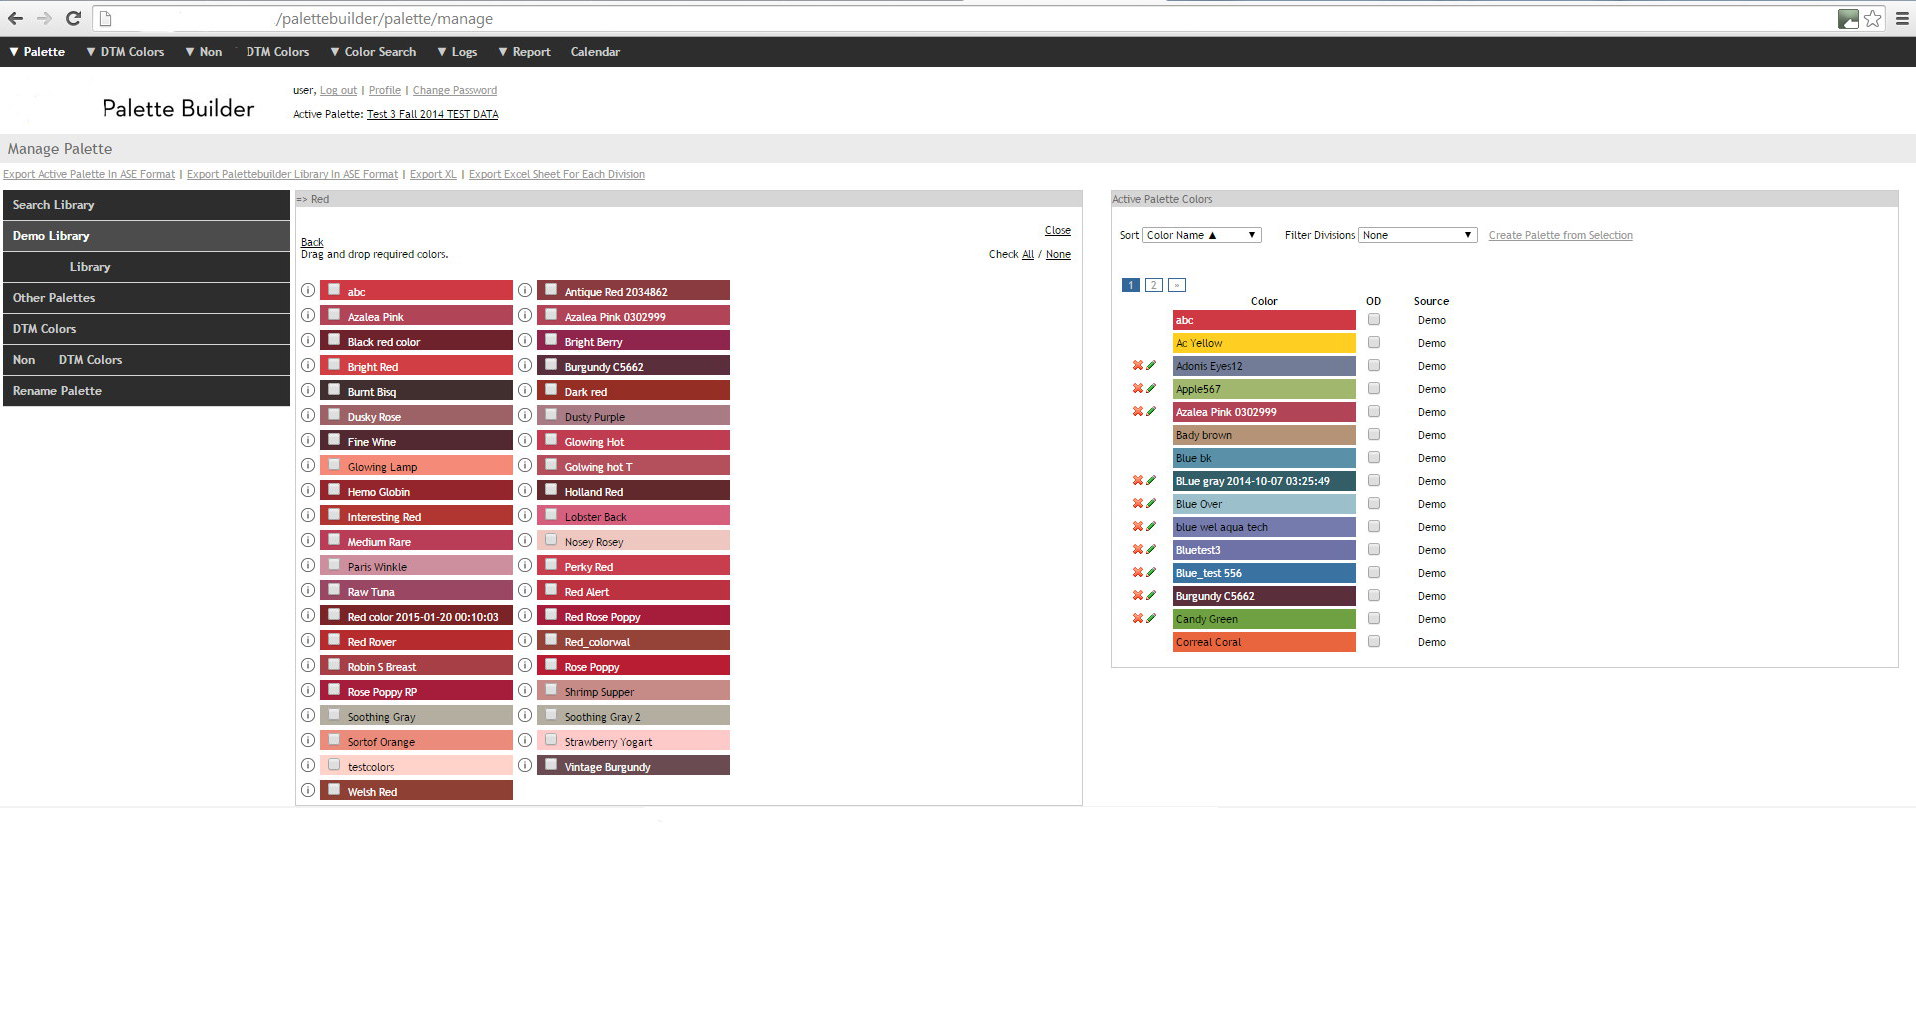 /palettebuilder/palette/manage
▼ Palette ▼ DTM Colors ▼ Non DTM Colors ▼ Color Search ▼ Logs ▼ Report Calendar
user, Log out | Profile | Change Password
Palette Builder
Active Palette: Test 3 Fall 2014 TEST DATA
Manage Palette
Export Active Palette In ASE Format | Export Palettebuilder Library In ASE Format | Export XL | Export Excel Sheet For Each Division
Search Library
Demo Library
Library
Other Palettes
DTM Colors
Non DTM Colors
Rename Palette
=> Red
Close
Back
Drag and drop required colors.
Check All / None
abc Antique Red 2034862
Azalea Pink Azalea Pink 0302999
Black red color Bright Berry
Bright Red Burgundy C5662
Burnt Bisq Dark red
Dusky Rose Dusty Purple
Fine Wine Glowing Hot
Glowing Lamp Golwing hot T
Hemo Globin Holland Red
Interesting Red Lobster Back
Medium Rare Nosey Rosey
Paris Winkle Perky Red
Raw Tuna Red Alert
Red color 2015-01-20 00:10:03 Red Rose Poppy
Red Rover Red_colorwal
Robin S Breast Rose Poppy
Rose Poppy RP Shrimp Supper
Soothing Gray Soothing Gray 2
Sortof Orange Strawberry Yogart
testcolors Vintage Burgundy
Welsh Red
Active Palette Colors
Sort Color Name ▲ ▼ Filter Divisions None ▼ Create Palette from Selection
1 2 »
Color OD Source
abc Demo
Ac Yellow Demo
Adonis Eyes12 Demo
Apple567 Demo
Azalea Pink 0302999 Demo
Bady brown Demo
Blue bk Demo
BLue gray 2014-10-07 03:25:49 Demo
Blue Over Demo
blue wel aqua tech Demo
Bluetest3 Demo
Blue_test 556 Demo
Burgundy C5662 Demo
Candy Green Demo
Correal Coral Demo